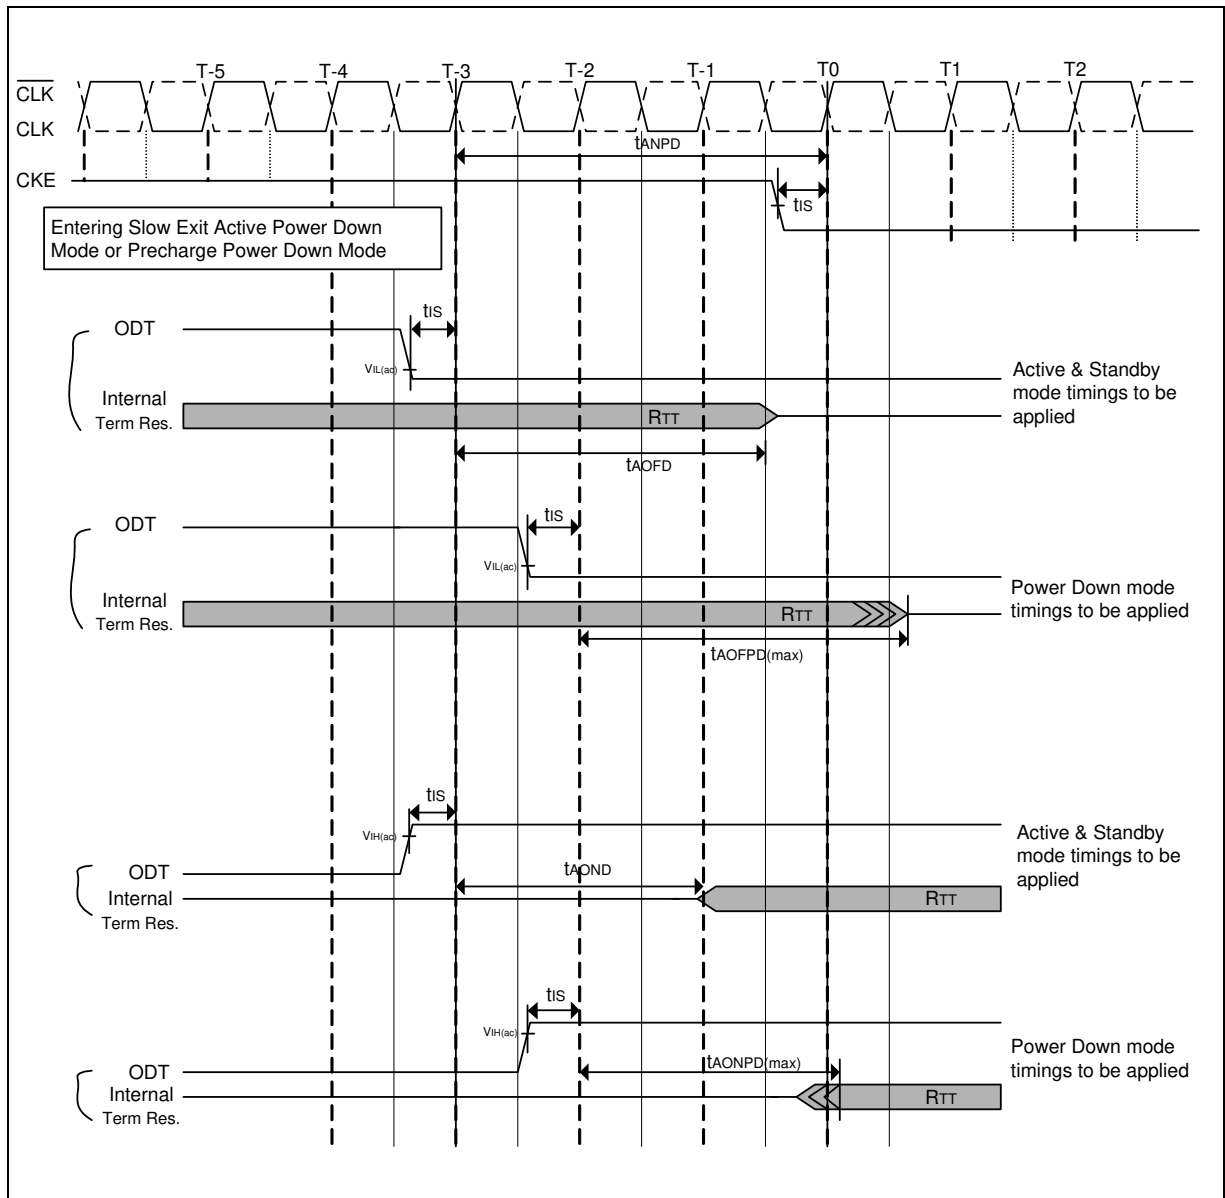 T-5 T-4 T-3 T-2 T-1 T0 T1 T2
CLK
CLK
tANPD
CKE
tIS
Entering Slow Exit Active Power Down
Mode or Precharge Power Down Mode
tIS
ODT
VIL(ac)
Active & Standby
mode timings to be
applied
Internal
Term Res.
RTT
tAOFD
tIS
ODT
VIL(ac)
Power Down mode
timings to be applied
Internal
Term Res.
RTT
tAOFPD(max)
tIS
VIH(ac)
Active & Standby
mode timings to be
applied
ODT
tAOND
Internal
Term Res.
RTT
tIS
VIH(ac)
Power Down mode
timings to be applied
ODT
tAONPD(max)
Internal
Term Res.
RTT